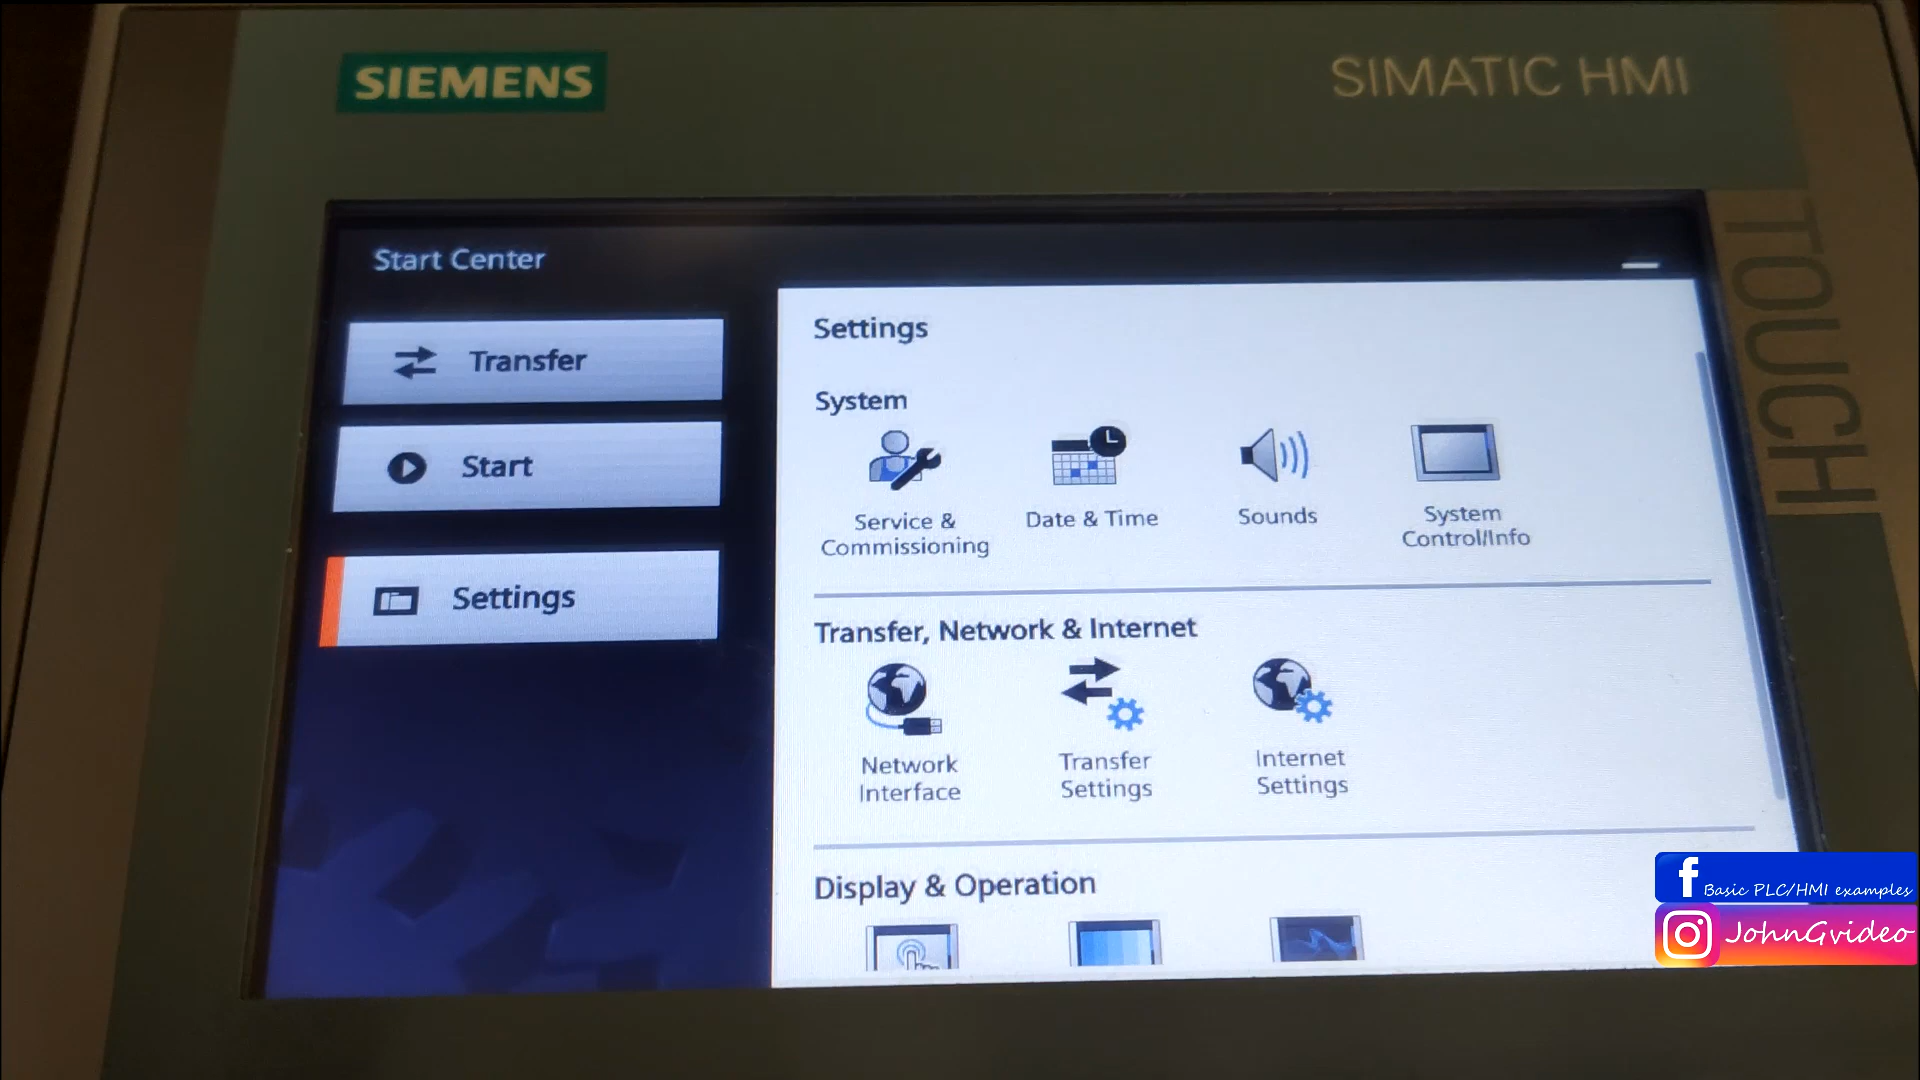 SIEMENS
SIMATIC HMI
TOUCH
Start Center
Transfer
Start
Settings
Settings
System
Service &
Commissioning
Date & Time
Sounds
System
Control/Info
Transfer, Network & Internet
Network
Interface
Transfer
Settings
Internet
Settings
Display & Operation
f Basic PLC/HMI examples
JohnGvideo